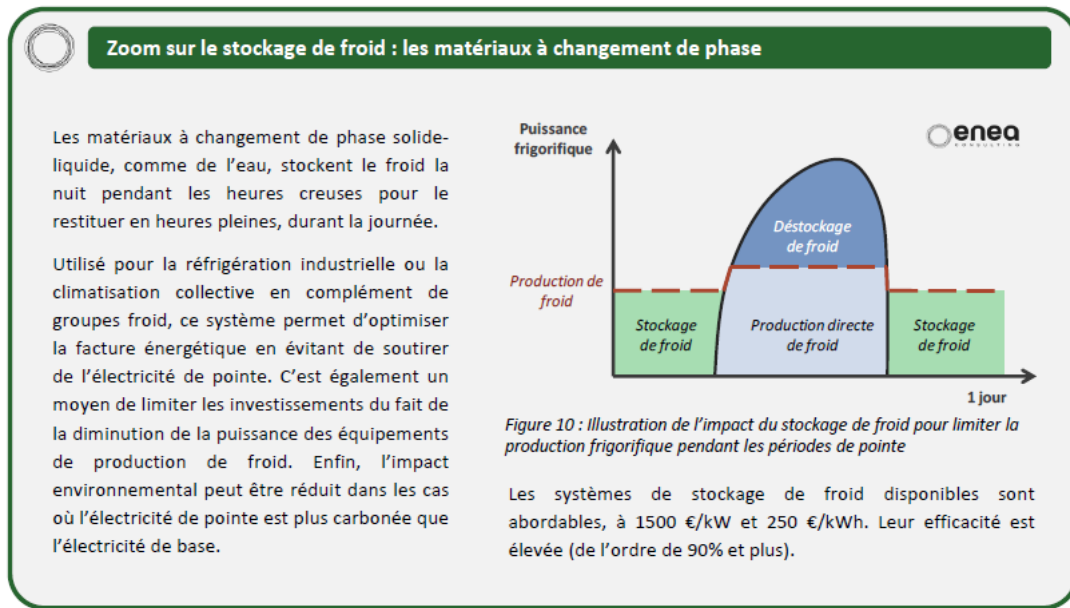 Zoom sur le stockage de froid : les matériaux à changement de phase
Les matériaux à changement de phase solide-
liquide, comme de l’eau, stockent le froid la
nuit pendant les heures creuses pour le
restituer en heures pleines, durant la journée.
Utilisé pour la réfrigération industrielle ou la
climatisation collective en complément de
groupes froid, ce système permet d’optimiser
la facture énergétique en évitant de soutirer
de l’électricité de pointe. C’est également un
moyen de limiter les investissements du fait de
la diminution de la puissance des équipements
de production de froid. Enfin, l’impact
environnemental peut être réduit dans les cas
où l’électricité de pointe est plus carbonée que
l’électricité de base.
Puissance
frigorifique
enea
CONSULTING
Déstockage
de froid
Production de
froid
Stockage
de froid
Production directe
de froid
Stockage
de froid
1 jour
Figure 10 : Illustration de l’impact du stockage de froid pour limiter la
production frigorifique pendant les périodes de pointe
Les systèmes de stockage de froid disponibles sont
abordables, à 1500 €/kW et 250 €/kWh. Leur efficacité est
élevée (de l’ordre de 90% et plus).